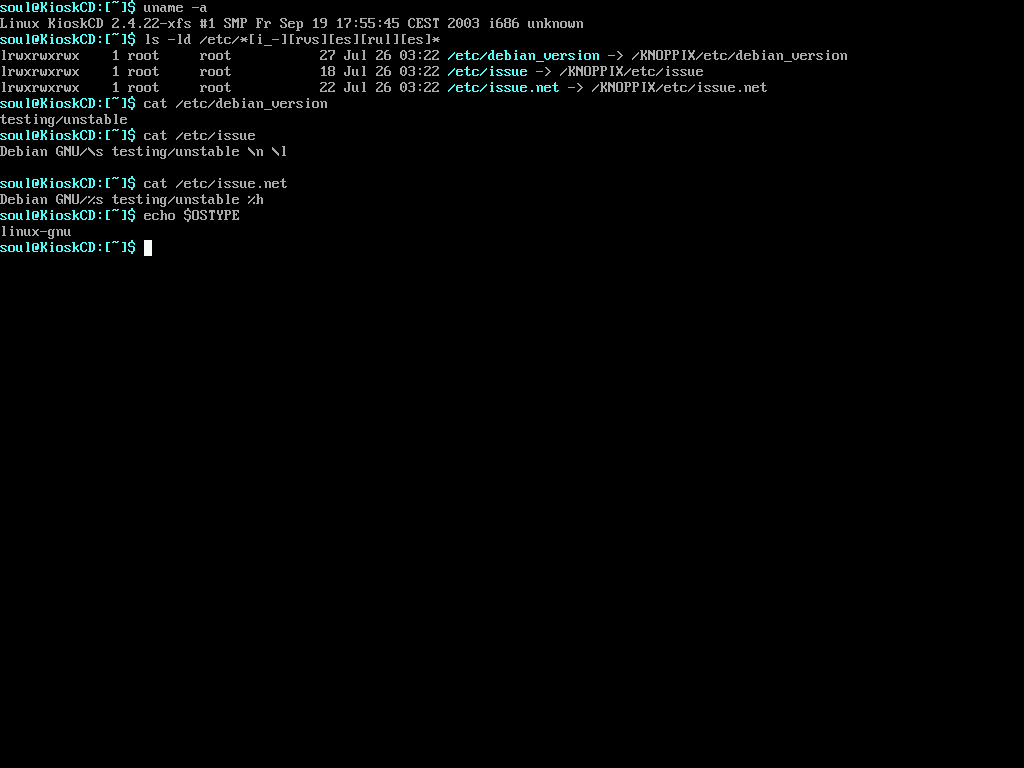 soul@KioskCD:[~]$ uname -a
Linux KioskCD 2.4.22-xfs #1 SMP Fr Sep 19 17:55:45 CEST 2003 i686 unknown
soul@KioskCD:[~]$ ls -ld /etc/*[i_-][rvs][es][rul][es]*
lrwxrwxrwx    1 root     root           27 Jul 26 03:22 /etc/debian_version -> /KNOPPIX/etc/debian_version
lrwxrwxrwx    1 root     root           18 Jul 26 03:22 /etc/issue -> /KNOPPIX/etc/issue
lrwxrwxrwx    1 root     root           22 Jul 26 03:22 /etc/issue.net -> /KNOPPIX/etc/issue.net
soul@KioskCD:[~]$ cat /etc/debian_version
testing/unstable
soul@KioskCD:[~]$ cat /etc/issue
Debian GNU/\s testing/unstable \n \l

soul@KioskCD:[~]$ cat /etc/issue.net
Debian GNU/%s testing/unstable %h
soul@KioskCD:[~]$ echo $OSTYPE
linux-gnu
soul@KioskCD:[~]$